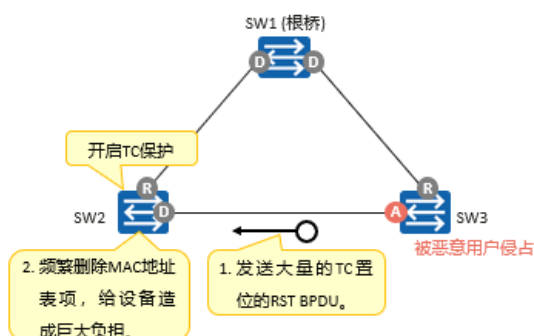 SW1 (根桥)
D
D
开启TC保护
R
R
SW2
D
A
SW3
被恶意用户侵占
2. 频繁删除MAC地址
表项，给设备造
成巨大负担。
1. 发送大量的TC置
位的RST BPDU。